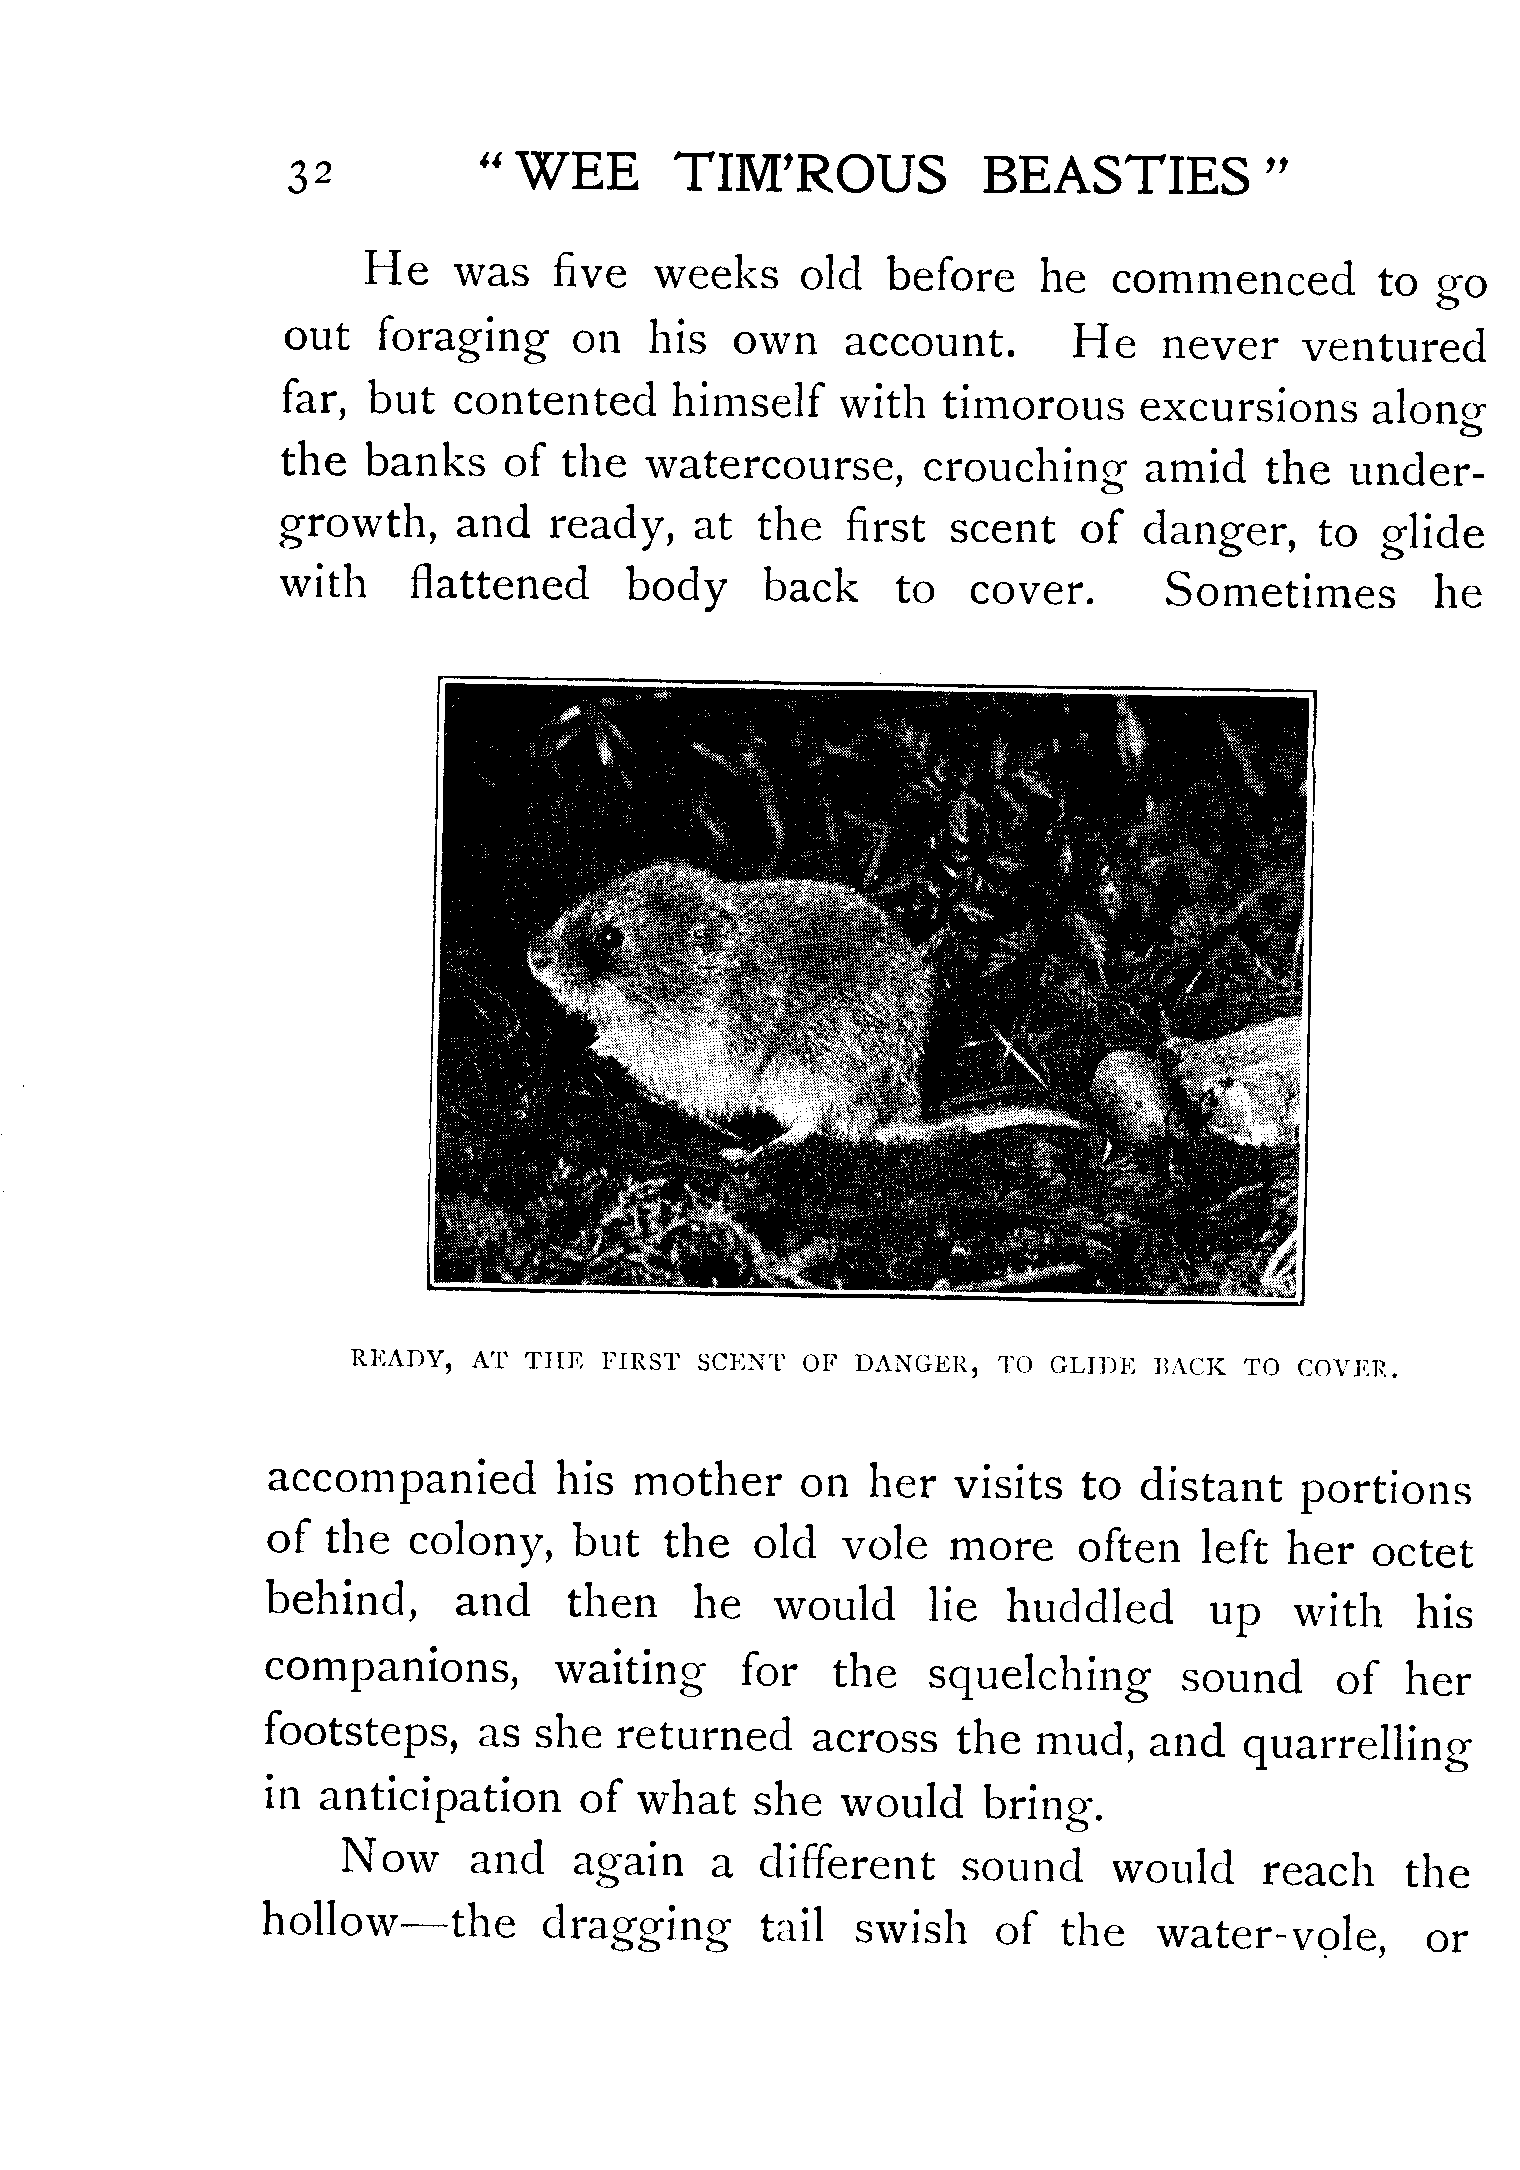 32 “WEE TIM'ROUS BEASTIES”
He was five weeks old before he commenced to go
out foraging on his own account. He never ventured
far, but contented himself with timorous excursions along
the banks of the watercourse, crouching amid the under-
growth, and ready, at the first scent of danger, to glide
with flattened body back to cover. Sometimes he
READY, AT THE FIRST SCENT OF DANGER, TO GLIDE BACK TO COVER.
accompanied his mother on her visits to distant portions
of the colony, but the old vole more often left her octet
behind, and then he would lie huddled up with his
companions, waiting for the squelching sound of her
footsteps, as she returned across the mud, and quarrelling
in anticipation of what she would bring.
Now and again a different sound would reach the
hollow—the dragging tail swish of the water-vole, or